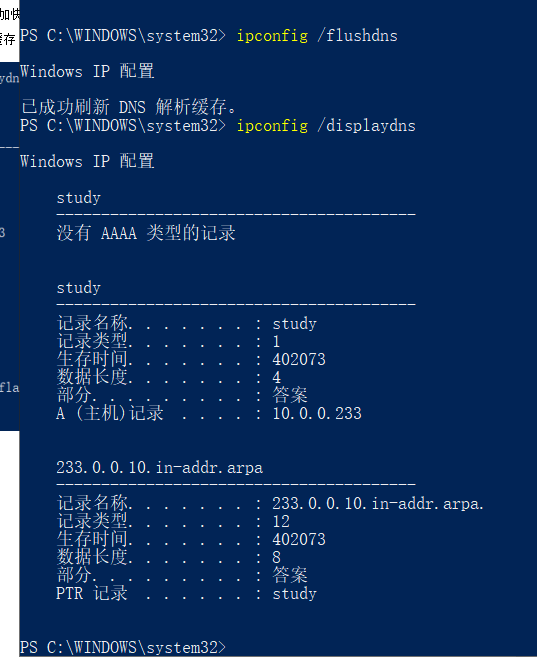 加快
缓存
ydn
3
fla
PS C:\WINDOWS\system32> ipconfig /flushdns
Windows IP 配置
已成功刷新 DNS 解析缓存。
PS C:\WINDOWS\system32> ipconfig /displaydns
Windows IP 配置
study
----------------------------------------
没有 AAAA 类型的记录
study
----------------------------------------
记录名称. . . . . . . : study
记录类型. . . . . . . : 1
生存时间. . . . . . . : 402073
数据长度. . . . . . . : 4
部分. . . . . . . . . : 答案
A (主机)记录 . . . . : 10.0.0.233
233.0.0.10.in-addr.arpa
----------------------------------------
记录名称. . . . . . . : 233.0.0.10.in-addr.arpa.
记录类型. . . . . . . : 12
生存时间. . . . . . . : 402073
数据长度. . . . . . . : 8
部分. . . . . . . . . : 答案
PTR 记录 . . . . . . : study
PS C:\WINDOWS\system32>